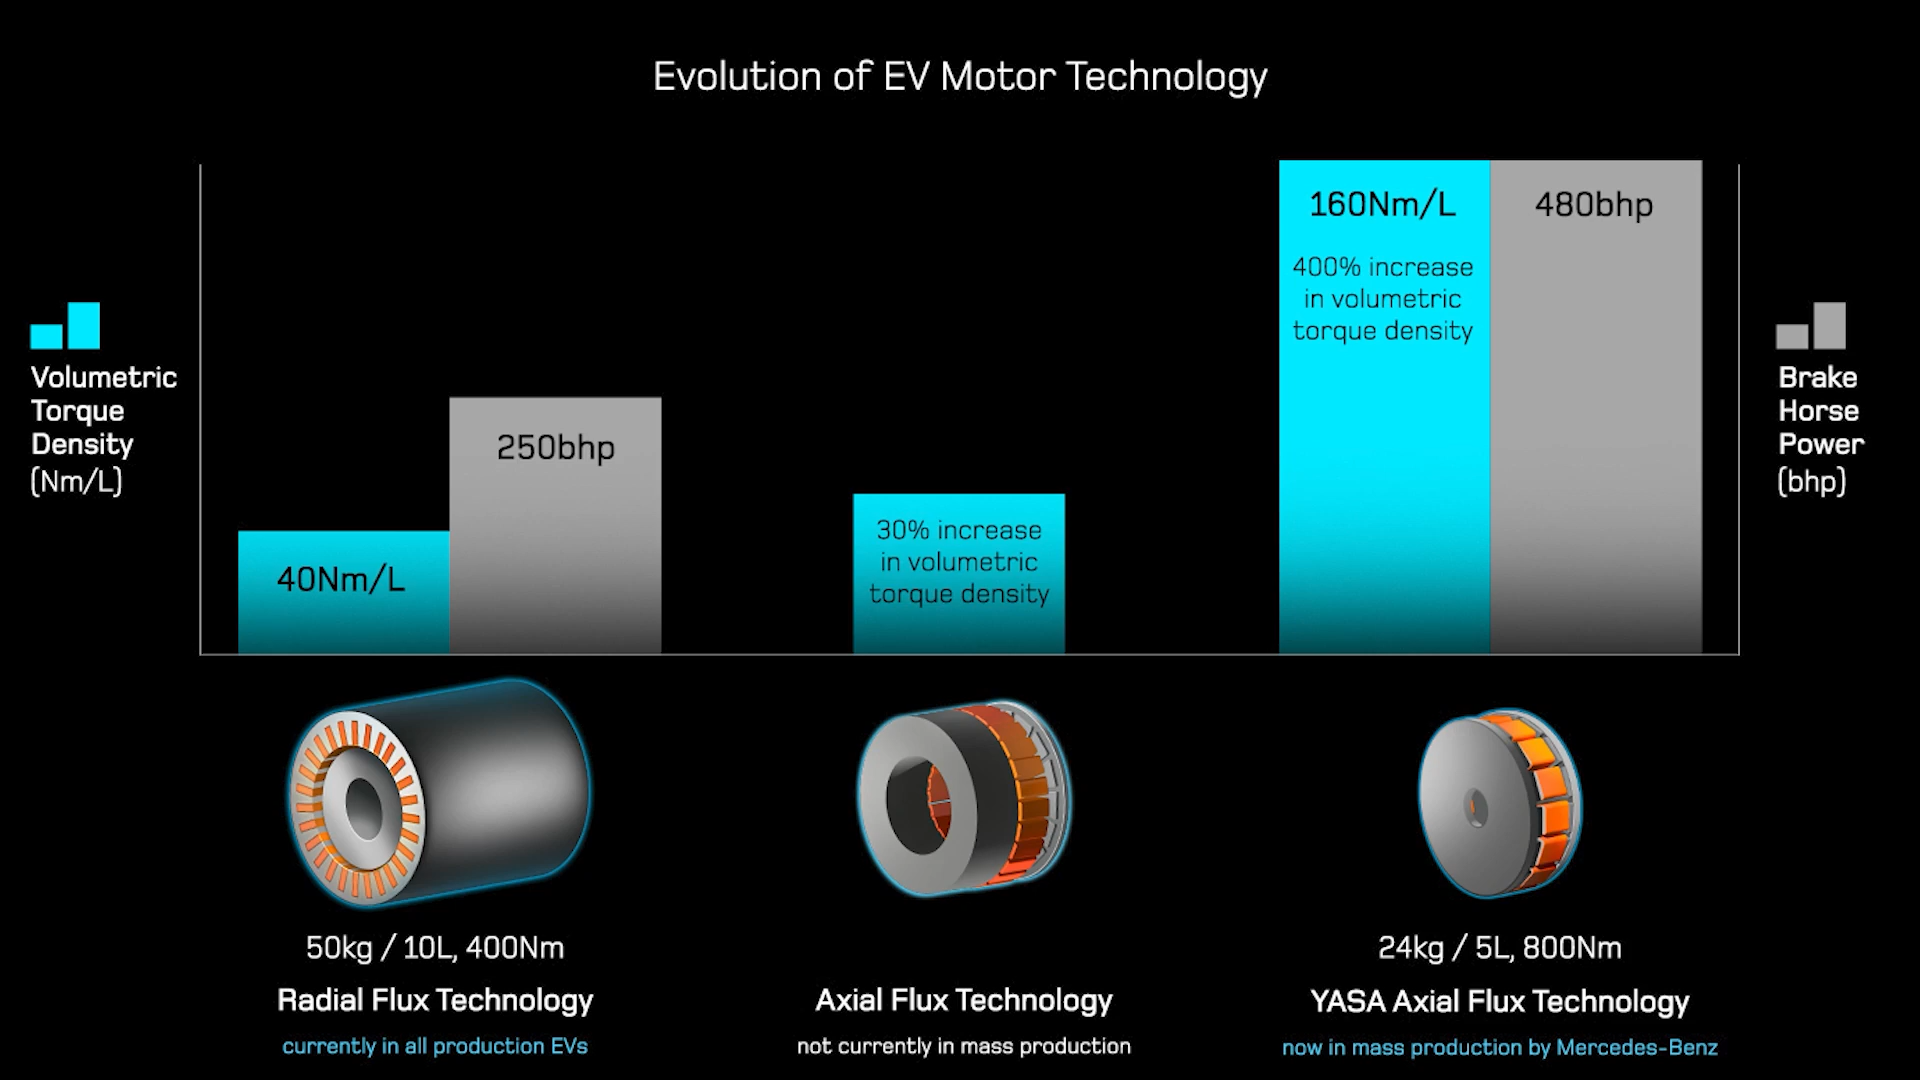 Evolution of EV Motor Technology
Volumetric
Torque
Density
(Nm/L)
40Nm/L
250bhp
30% increase
in volumetric
torque density
160Nm/L
400% increase
in volumetric
torque density
480bhp
Brake
Horse
Power
(bhp)
50kg / 10L, 400Nm
Radial Flux Technology
currently in all production EVs
Axial Flux Technology
not currently in mass production
24kg / 5L, 800Nm
YASA Axial Flux Technology
now in mass production by Mercedes-Benz